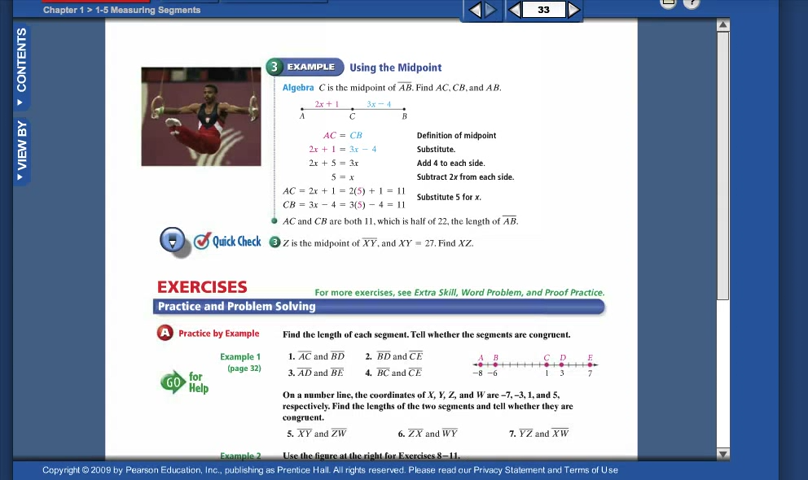 Chapter 1 > 1-5 Measuring Segments
33
CONTENTS
VIEW BY
3 EXAMPLE Using the Midpoint
Algebra C is the midpoint of AB. Find AC, CB, and AB.
2x + 1 3x − 4
A C B
AC = CB Definition of midpoint
2x + 1 = 3x − 4 Substitute.
2x + 5 = 3x Add 4 to each side.
5 = x Subtract 2x from each side.
AC = 2x + 1 = 2(5) + 1 = 11
CB = 3x − 4 = 3(5) − 4 = 11
Substitute 5 for x.
AC and CB are both 11, which is half of 22, the length of AB.
Quick Check 3 Z is the midpoint of XY, and XY = 27. Find XZ.
EXERCISES
For more exercises, see Extra Skill, Word Problem, and Proof Practice.
Practice and Problem Solving
A Practice by Example Find the length of each segment. Tell whether the segments are congruent.
Example 1
(page 32)
GO for Help
1. AC and BD 2. BD and CE
3. AD and BE 4. BC and CE
A B C D E
−8 −6 1 3 7
On a number line, the coordinates of X, Y, Z, and W are −7, −3, 1, and 5,
respectively. Find the lengths of the two segments and tell whether they are
congruent.
5. XY and ZW 6. ZX and WY 7. YZ and XW
Example 2 Use the figure at the right for Exercises 8–11.
Copyright © 2009 by Pearson Education, Inc., publishing as Prentice Hall. All rights reserved. Please read our Privacy Statement and Terms of Use